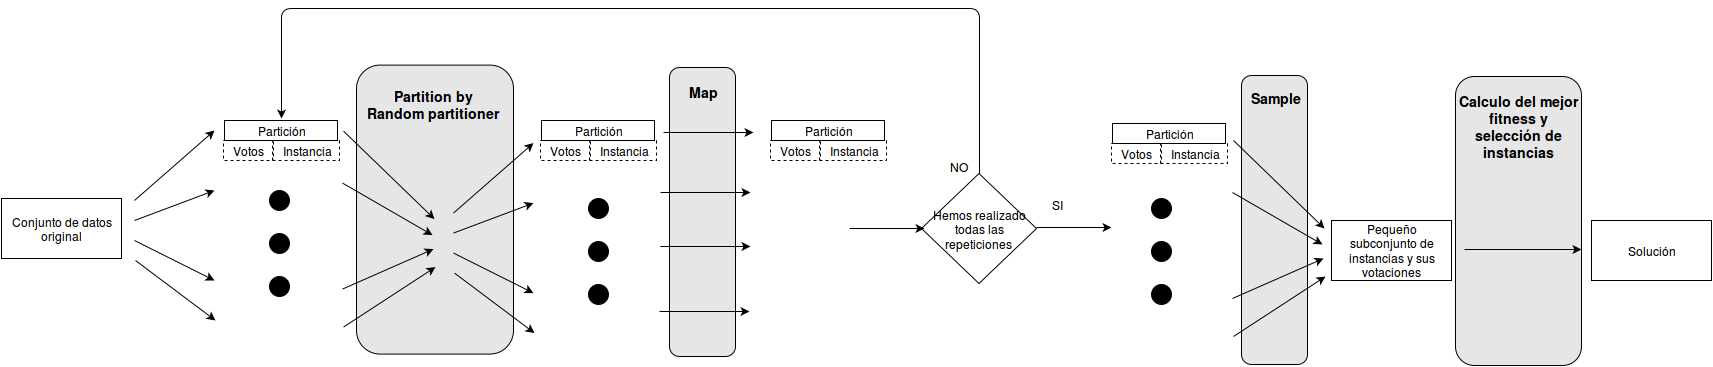 Conjunto de datos
original
Partición
Votos
Instancia
Partition by
Random partitioner
Partición
Votos
Instancia
Map
Partición
Votos
Instancia
NO
Hemos realizado
todas las
repeticiones
SI
Partición
Votos
Instancia
Sample
Pequeño
subconjunto de
instancias y sus
votaciones
Calculo del mejor
fitness y
selección de
instancias
Solución